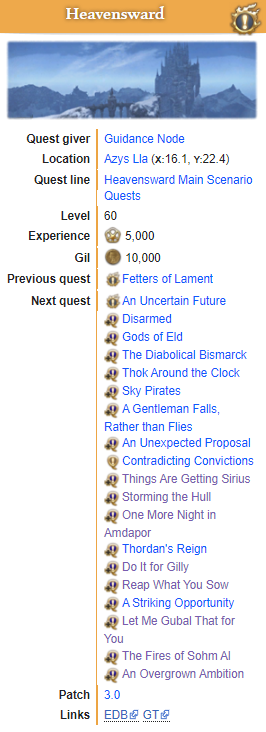 Heavensward
Quest giver Guidance Node
Location Azys Lla (X:16.1, Y:22.4)
Quest line Heavensward Main Scenario
Quests
Level 60
Experience 5,000
Gil 10,000
Previous quest Fetters of Lament
Next quest An Uncertain Future
Disarmed
Gods of Eld
The Diabolical Bismarck
Thok Around the Clock
Sky Pirates
A Gentleman Falls,
Rather than Flies
An Unexpected Proposal
Contradicting Convictions
Things Are Getting Sirius
Storming the Hull
One More Night in
Amdapor
Thordan's Reign
Do It for Gilly
Reap What You Sow
A Striking Opportunity
Let Me Gubal That for
You
The Fires of Sohm Al
An Overgrown Ambition
Patch 3.0
Links EDB GT